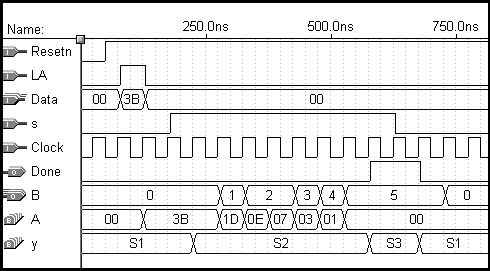 Name: 250.0ns 500.0ns 750.0ns
I Resetn
I LA
I Data 00 3B 00
I s
I Clock
O Done
O B 0 1 2 3 4 5 0
B A 00 3B 1D 0E 07 03 01 00
B y S1 S2 S3 S1